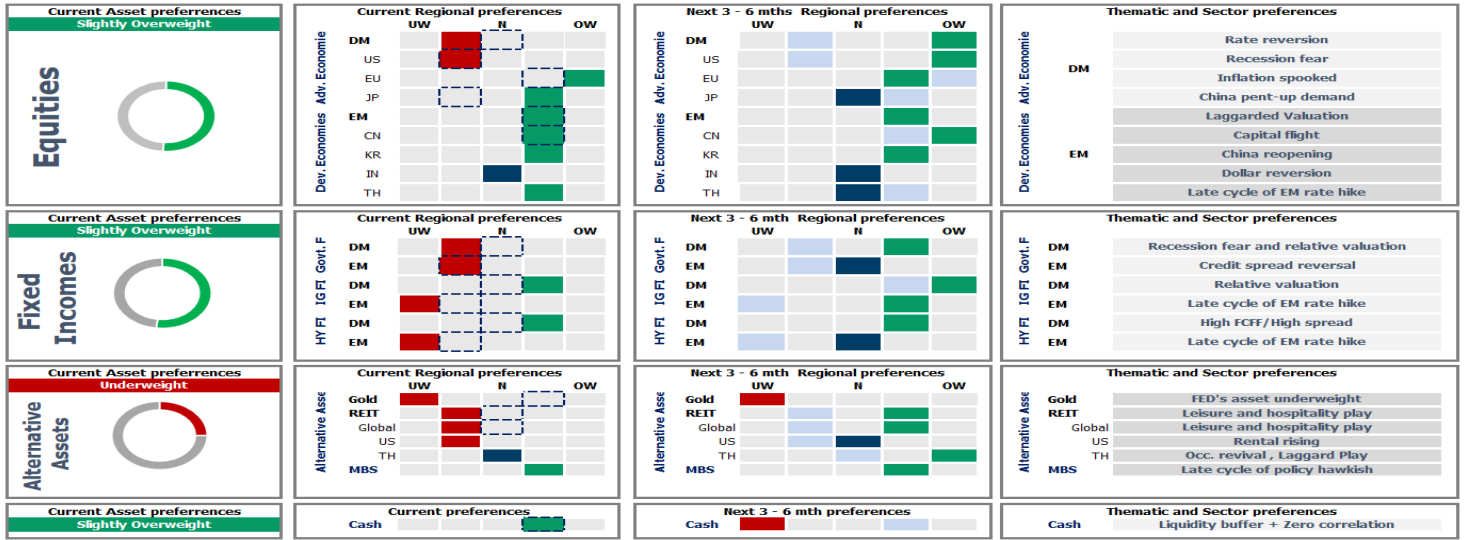 Current Asset preferrences
Slightly Overweight
Equities
Current Regional preferences
UW N OW
Adv. Economie
DM
US
EU
JP
Dev. Economies
EM
CN
KR
IN
TH
Next 3 - 6 mths Regional preferences
UW N OW
Adv. Economie
DM
US
EU
JP
Dev. Economies
EM
CN
KR
IN
TH
Thematic and Sector preferences
Adv. Economie
DM
Rate reversion
Recession fear
Inflation spooked
China pent-up demand
Dev. Economies
EM
Laggarded Valuation
Capital flight
China reopening
Dollar reversion
Late cycle of EM rate hike
Current Asset preferrences
Slightly Overweight
Fixed
Incomes
Current Regional preferences
UW N OW
Govt. F
DM
EM
IG FI
DM
EM
HY FI
DM
EM
Next 3 - 6 mth Regional preferences
UW N OW
Govt. F
DM
EM
IG FI
DM
EM
HY FI
DM
EM
Thematic and Sector preferences
Govt. F
DM Recession fear and relative valuation
EM Credit spread reversal
IG FI
DM Relative valuation
EM Late cycle of EM rate hike
HY FI
DM High FCFF/High spread
EM Late cycle of EM rate hike
Current Asset preferrences
Underweight
Alternative
Assets
Current Regional preferences
UW N OW
Alternative Asse
Gold
REIT
Global
US
TH
MBS
Next 3 - 6 mth Regional preferences
UW N OW
Alternative Asse
Gold
REIT
Global
US
TH
MBS
Thematic and Sector preferences
Alternative Asse
Gold FED's asset underweight
REIT Leisure and hospitality play
Global Leisure and hospitality play
US Rental rising
TH Occ. revival , Laggard Play
MBS Late cycle of policy hawkish
Current Asset preferrences
Slightly Overweight
Current preferences
Cash
Next 3 - 6 mth preferences
Cash
Thematic and Sector preferences
Cash Liquidity buffer + Zero correlation